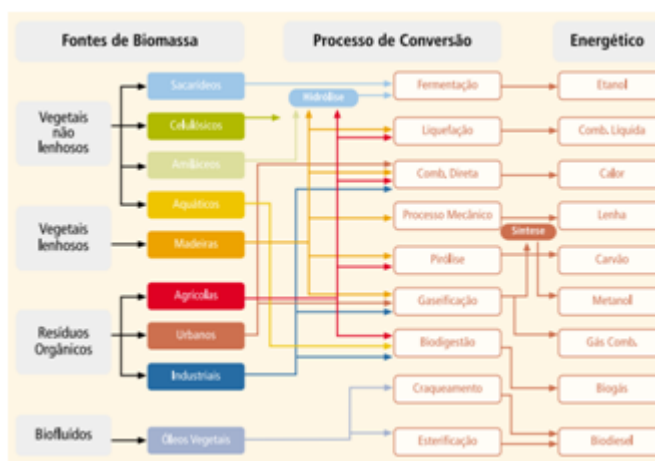 Fontes de Biomassa
Processo de Conversão
Energético
Vegetais
não
lenhosos
Vegetais
lenhosos
Resíduos
Orgânicos
Biofluídos
Sacarídeos
Celulósicos
Amiláceos
Aquáticos
Madeiras
Agrícolas
Urbanos
Industriais
Óleos Vegetais
Hidrólise
Fermentação
Liquefação
Comb. Direta
Processo Mecânico
Síntese
Pirólise
Gaseificação
Biodigestão
Craqueamento
Esterificação
Etanol
Comb. Líquida
Calor
Lenha
Carvão
Metanol
Gás Comb.
Biogás
Biodiesel